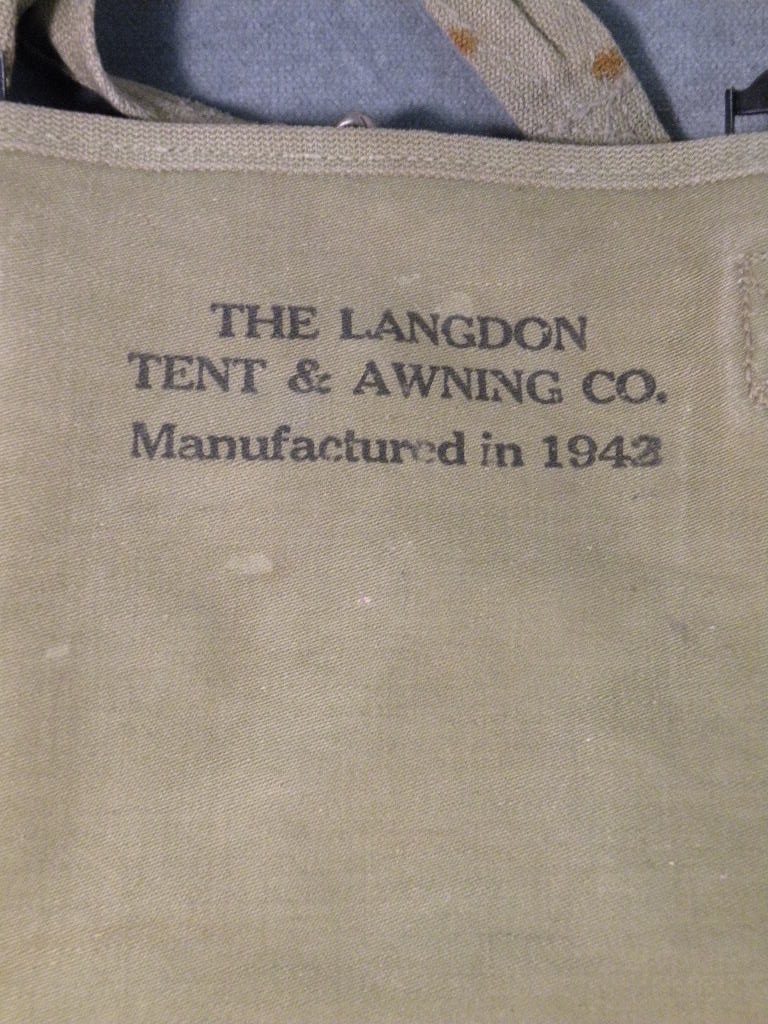 THE LANGDON
TENT & AWNING CO.
Manufactured in 1942